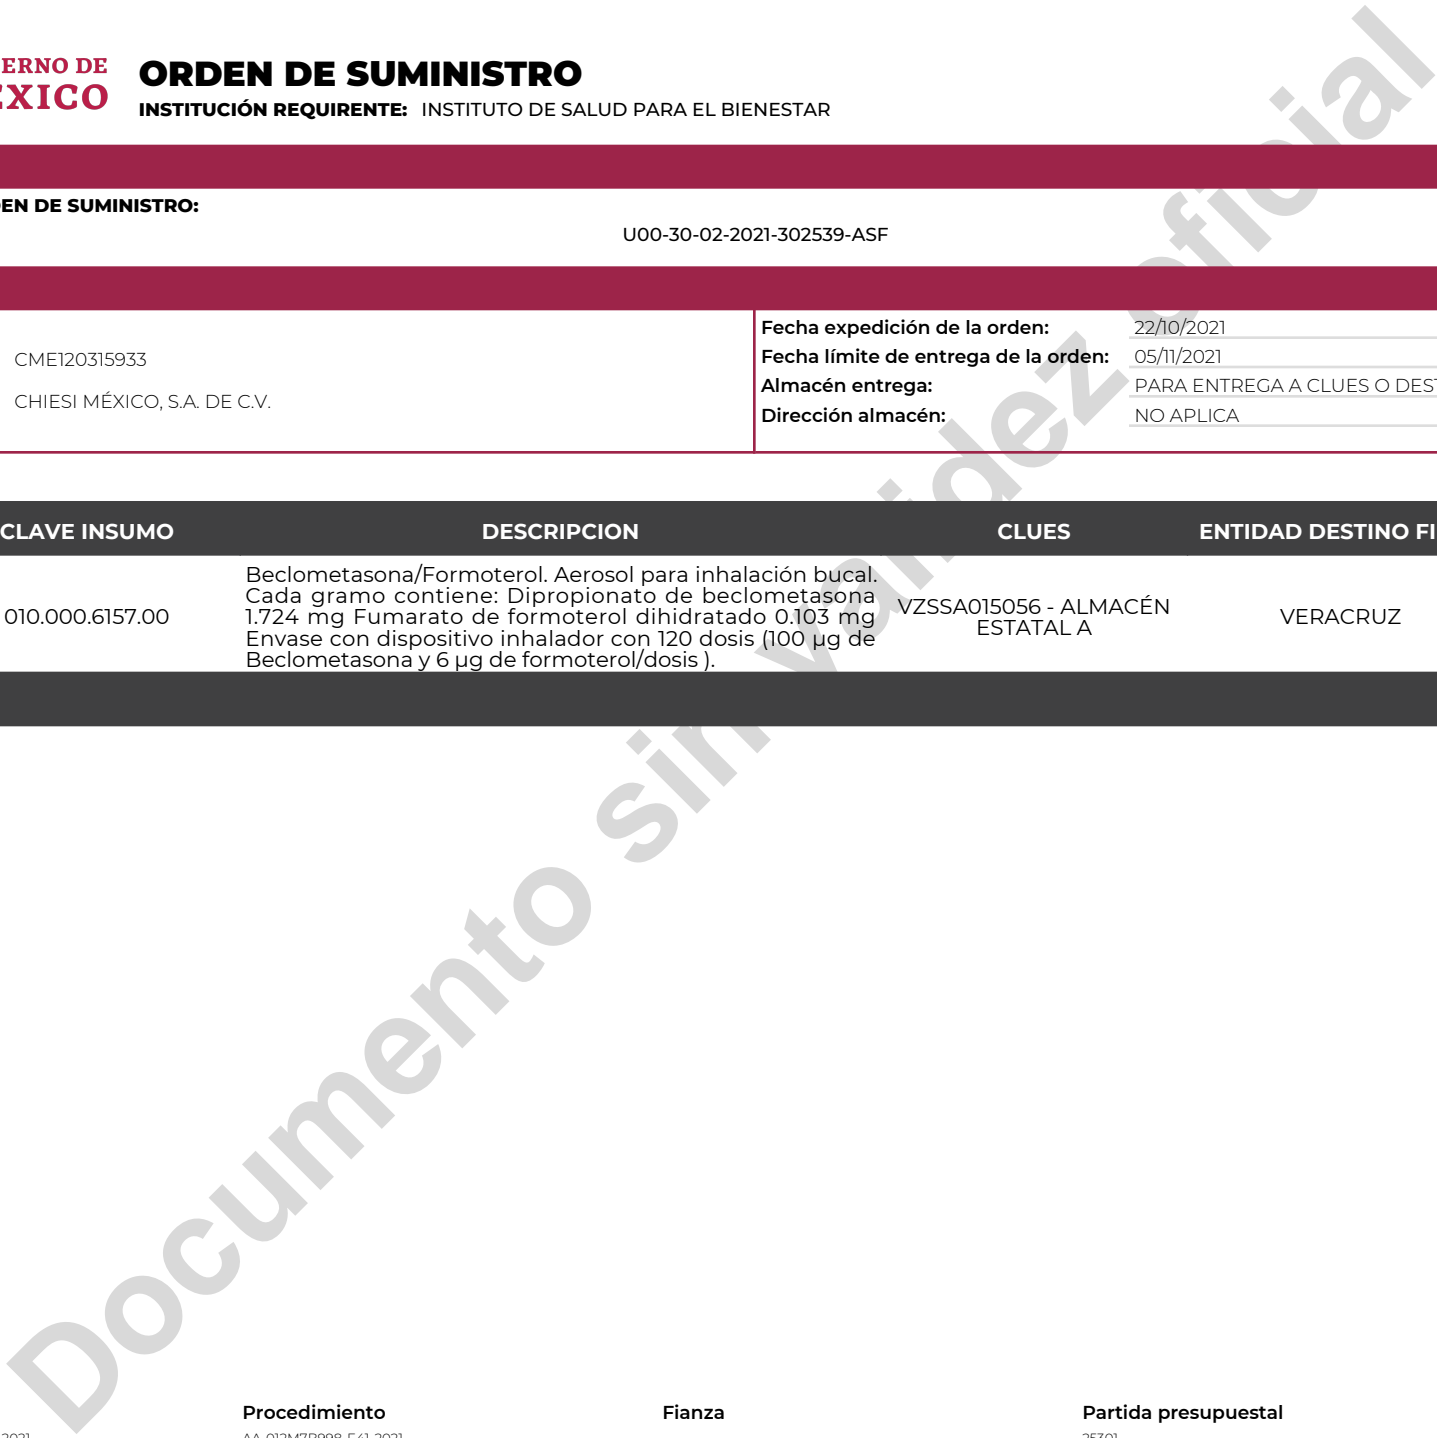 ERNO DE
EXICO
ORDEN DE SUMINISTRO
INSTITUCIÓN REQUIRENTE: INSTITUTO DE SALUD PARA EL BIENESTAR
EN DE SUMINISTRO:
U00-30-02-2021-302539-ASF
CME120315933
CHIESI MÉXICO, S.A. DE C.V.
Fecha expedición de la orden: 22/10/2021
Fecha límite de entrega de la orden: 05/11/2021
Almacén entrega: PARA ENTREGA A CLUES O DEST
Dirección almacén: NO APLICA
CLAVE INSUMO DESCRIPCION CLUES ENTIDAD DESTINO FI
010.000.6157.00
Beclometasona/Formoterol. Aerosol para inhalación bucal.
Cada gramo contiene: Dipropionato de beclometasona
1.724 mg Fumarato de formoterol dihidratado 0.103 mg
Envase con dispositivo inhalador con 120 dosis (100 µg de
Beclometasona y 6 µg de formoterol/dosis ).
VZSSA015056 - ALMACÉN
ESTATAL A
VERACRUZ
Documento sin validez oficial
Procedimiento Fianza Partida presupuestal